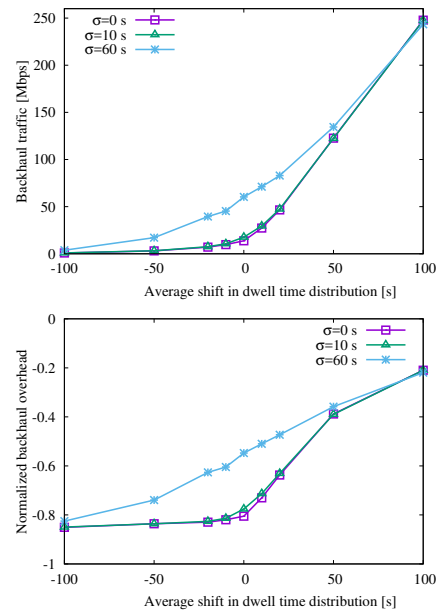 250
200
150
100
50
0
Backhaul traffic [Mbps]
σ=0 s
σ=10 s
σ=60 s
-100 -50 0 50 100
Average shift in dwell time distribution [s]
0
-0.2
-0.4
-0.6
-0.8
-1
Normalized backhaul overhead
σ=0 s
σ=10 s
σ=60 s
-100 -50 0 50 100
Average shift in dwell time distribution [s]